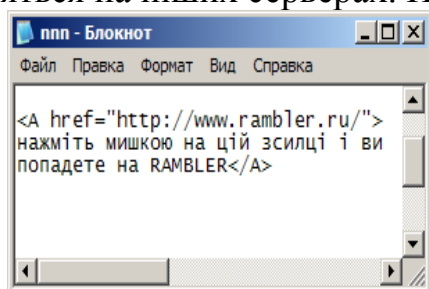 nnn - Блокнот
Файл Правка Формат Вид Справка
<A href="http://www.rambler.ru/">
нажміть мишкою на цій зсилці і ви
попадете на RAMBLER</A>